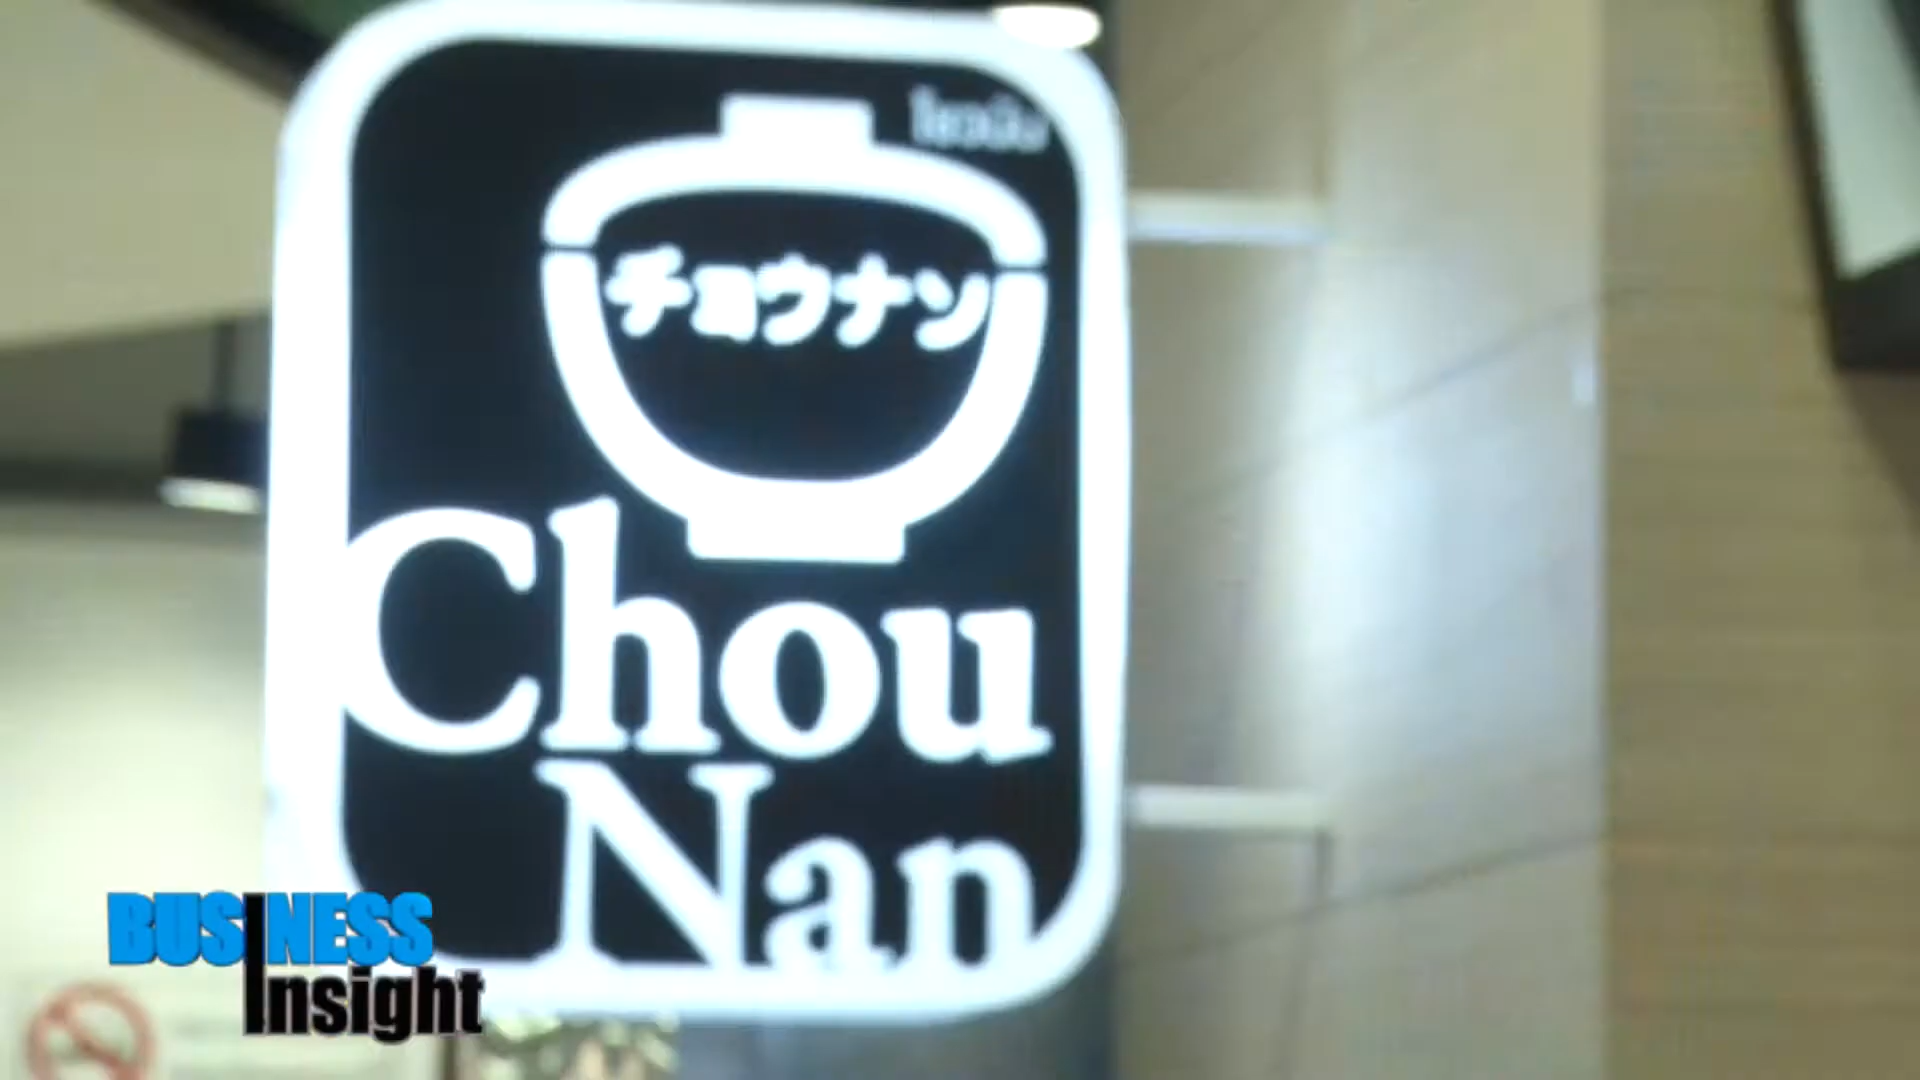 チョウナン
Chou
Nan
BUSINESS
Insight